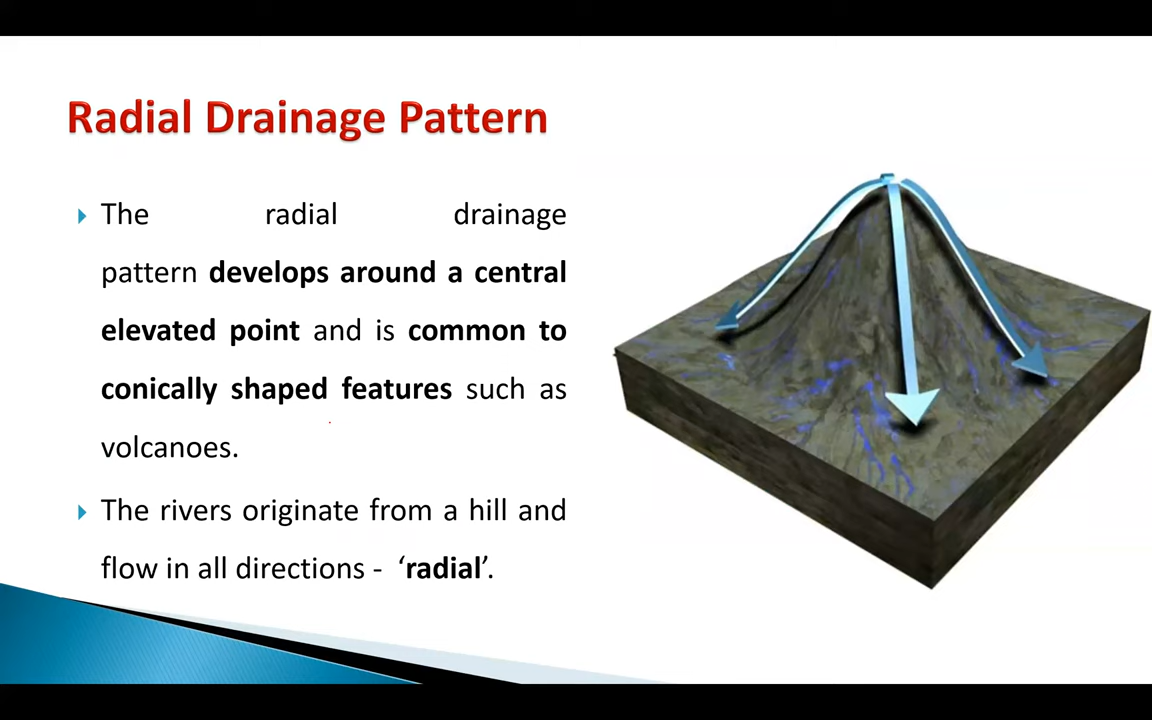 Radial Drainage Pattern
The radial drainage
pattern develops around a central
elevated point and is common to
conically shaped features such as
volcanoes.
The rivers originate from a hill and
flow in all directions - ‘radial’.